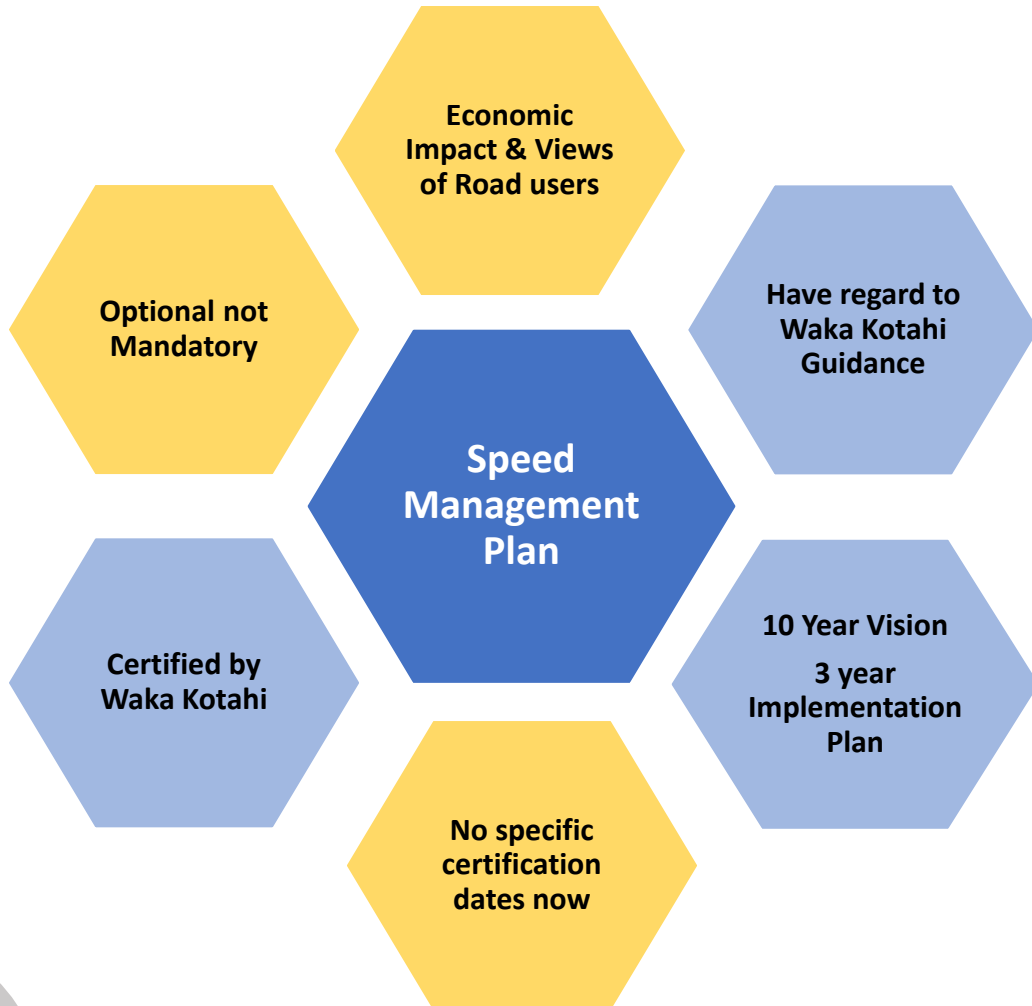 Economic
Impact & Views
of Road users
Optional not
Mandatory
Have regard to
Waka Kotahi
Guidance
Speed
Management
Plan
Certified by
Waka Kotahi
10 Year Vision
3 year
Implementation
Plan
No specific
certification
dates now